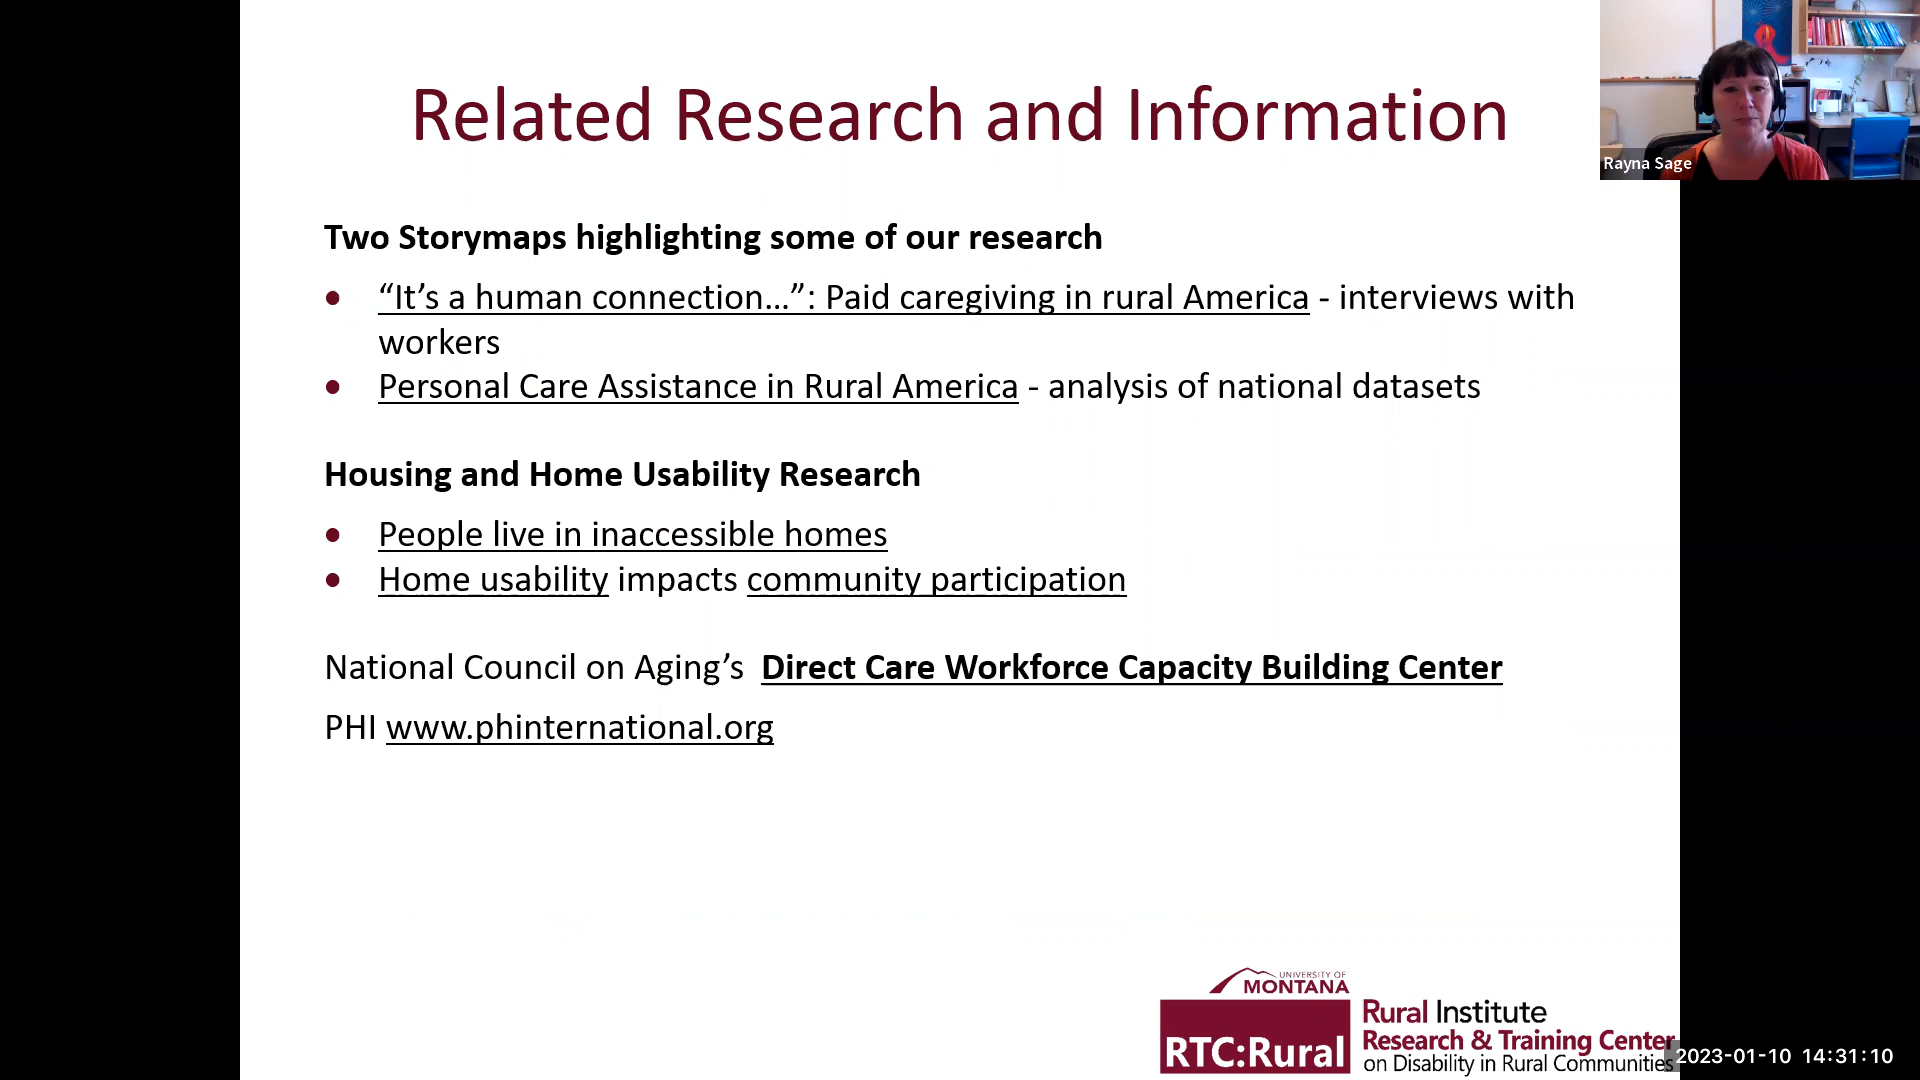 Related Research and Information
Rayna Sage
Two Storymaps highlighting some of our research
• “It’s a human connection…”: Paid caregiving in rural America - interviews with
workers
• Personal Care Assistance in Rural America - analysis of national datasets
Housing and Home Usability Research
• People live in inaccessible homes
• Home usability impacts community participation
National Council on Aging’s Direct Care Workforce Capacity Building Center
PHI www.phinternational.org
UNIVERSITY OF
MONTANA
RTC:Rural
Rural Institute
Research & Training Center
on Disability in Rural Communities
2023-01-10 14:31:10